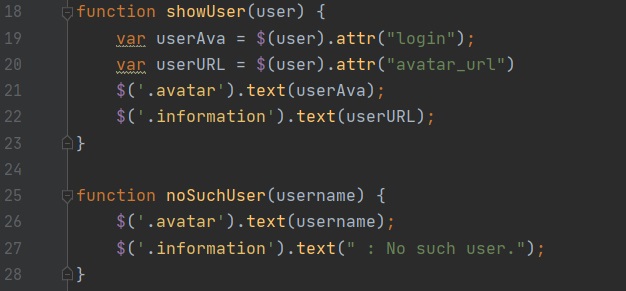 18 function showUser(user) {
19     var userAva = $(user).attr("login");
20     var userURL = $(user).attr("avatar_url")
21     $('.avatar').text(userAva);
22     $('.information').text(userURL);
23 }
24
25 function noSuchUser(username) {
26     $('.avatar').text(username);
27     $('.information').text(" : No such user.");
28 }